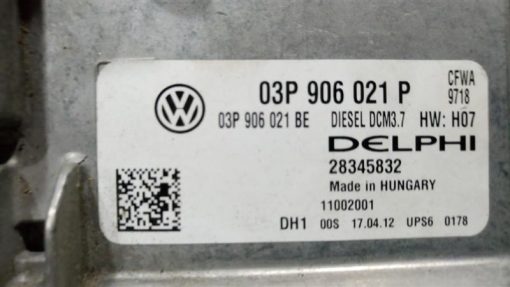 03P 906 021 P CFWA
9718
03P 906 021 BE DIESEL DCM3.7 HW: H07
DELPHI
28345832
Made in HUNGARY
11002001
DH1 00S 17.04.12 UPS6 0178